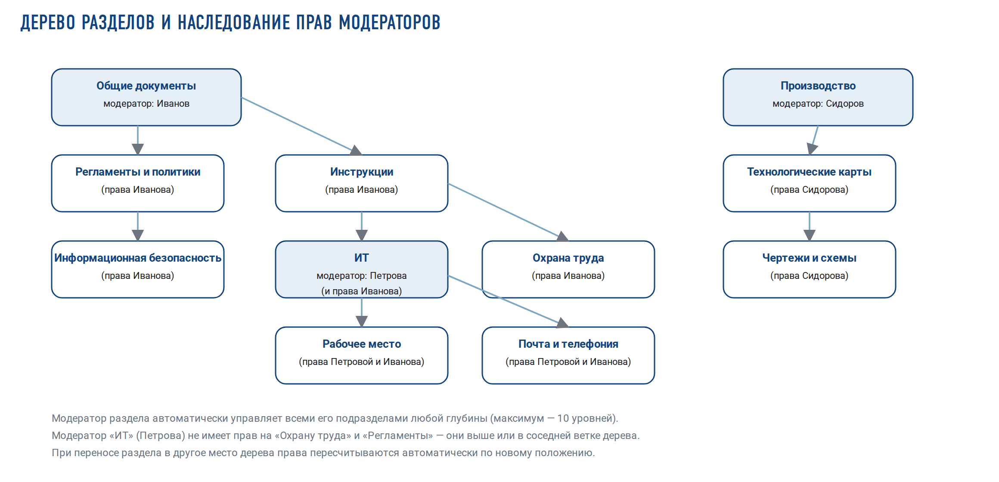 ДЕРЕВО РАЗДЕЛОВ И НАСЛЕДОВАНИЕ ПРАВ МОДЕРАТОРОВ
Общие документы
модератор: Иванов
Производство
модератор: Сидоров
Регламенты и политики
(права Иванова)
Инструкции
(права Иванова)
Технологические карты
(права Сидорова)
Информационная безопасность
(права Иванова)
ИТ
модератор: Петрова
(и права Иванова)
Охрана труда
(права Иванова)
Чертежи и схемы
(права Сидорова)
Рабочее место
(права Петровой и Иванова)
Почта и телефония
(права Петровой и Иванова)
Модератор раздела автоматически управляет всеми его подразделами любой глубины (максимум — 10 уровней).
Модератор «ИТ» (Петрова) не имеет прав на «Охрану труда» и «Регламенты» — они выше или в соседней ветке дерева.
При переносе раздела в другое место дерева права пересчитываются автоматически по новому положению.